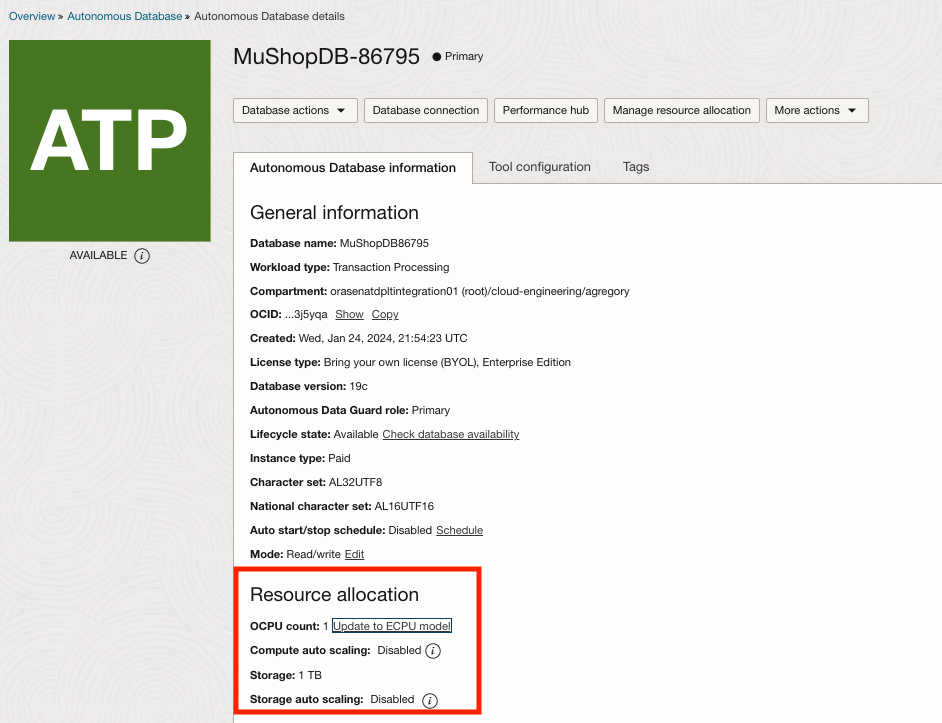 Overview » Autonomous Database » Autonomous Database details
ATP
AVAILABLE i
MuShopDB-86795 Primary
Database actions Database connection Performance hub Manage resource allocation More actions
Autonomous Database information Tool configuration Tags
General information
Database name: MuShopDB86795
Workload type: Transaction Processing
Compartment: orasenatdpltintegration01 (root)/cloud-engineering/agregory
OCID: ...3j5yqa Show Copy
Created: Wed, Jan 24, 2024, 21:54:23 UTC
License type: Bring your own license (BYOL), Enterprise Edition
Database version: 19c
Autonomous Data Guard role: Primary
Lifecycle state: Available Check database availability
Instance type: Paid
Character set: AL32UTF8
National character set: AL16UTF16
Auto start/stop schedule: Disabled Schedule
Mode: Read/write Edit
Resource allocation
OCPU count: 1 Update to ECPU model
Compute auto scaling: Disabled i
Storage: 1 TB
Storage auto scaling: Disabled i